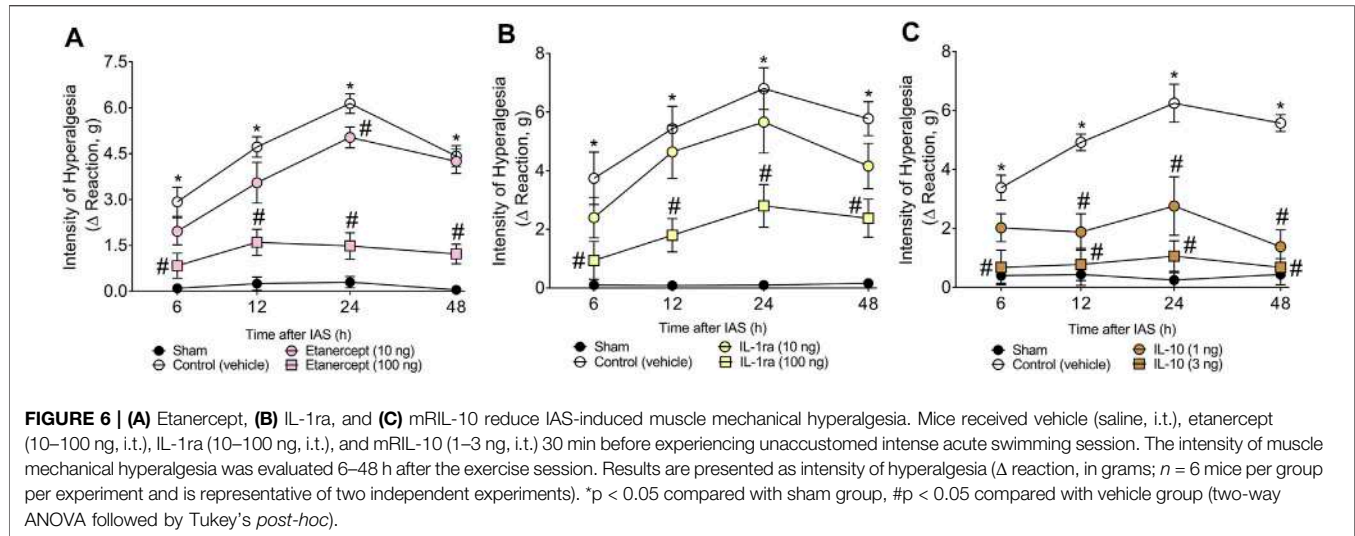 A
Intensity of Hyperalgesia
(Δ Reaction, g)
7.5
6.0
4.5
3.0
1.5
0.0
*
*
*
*
#
#
#
#
#
6
12
24
48
Time after IAS (h)
Sham
Control (vehicle)
Etanercept (10 ng)
Etanercept (100 ng)
B
Intensity of Hyperalgesia
(Δ Reaction, g)
8
6
4
2
0
*
*
*
*
#
#
#
#
6
12
24
48
Time after IAS (h)
Sham
Control (vehicle)
IL-1ra (10 ng)
IL-1ra (100 ng)
C
Intensity of Hyperalgesia
(Δ Reaction, g)
8
6
4
2
0
*
*
*
*
#
#
#
#
#
#
#
6
12
24
48
Time after IAS (h)
Sham
Control (vehicle)
IL-10 (1 ng)
IL-10 (3 ng)
FIGURE 6 | (A) Etanercept, (B) IL-1ra, and (C) mRIL-10 reduce IAS-induced muscle mechanical hyperalgesia. Mice received vehicle (saline, i.t.), etanercept
(10–100 ng, i.t.), IL-1ra (10–100 ng, i.t.), and mRIL-10 (1–3 ng, i.t.) 30 min before experiencing unaccustomed intense acute swimming session. The intensity of muscle
mechanical hyperalgesia was evaluated 6–48 h after the exercise session. Results are presented as intensity of hyperalgesia (Δ reaction, in grams; n = 6 mice per group
per experiment and is representative of two independent experiments). *p < 0.05 compared with sham group, #p < 0.05 compared with vehicle group (two-way
ANOVA followed by Tukey's post-hoc).